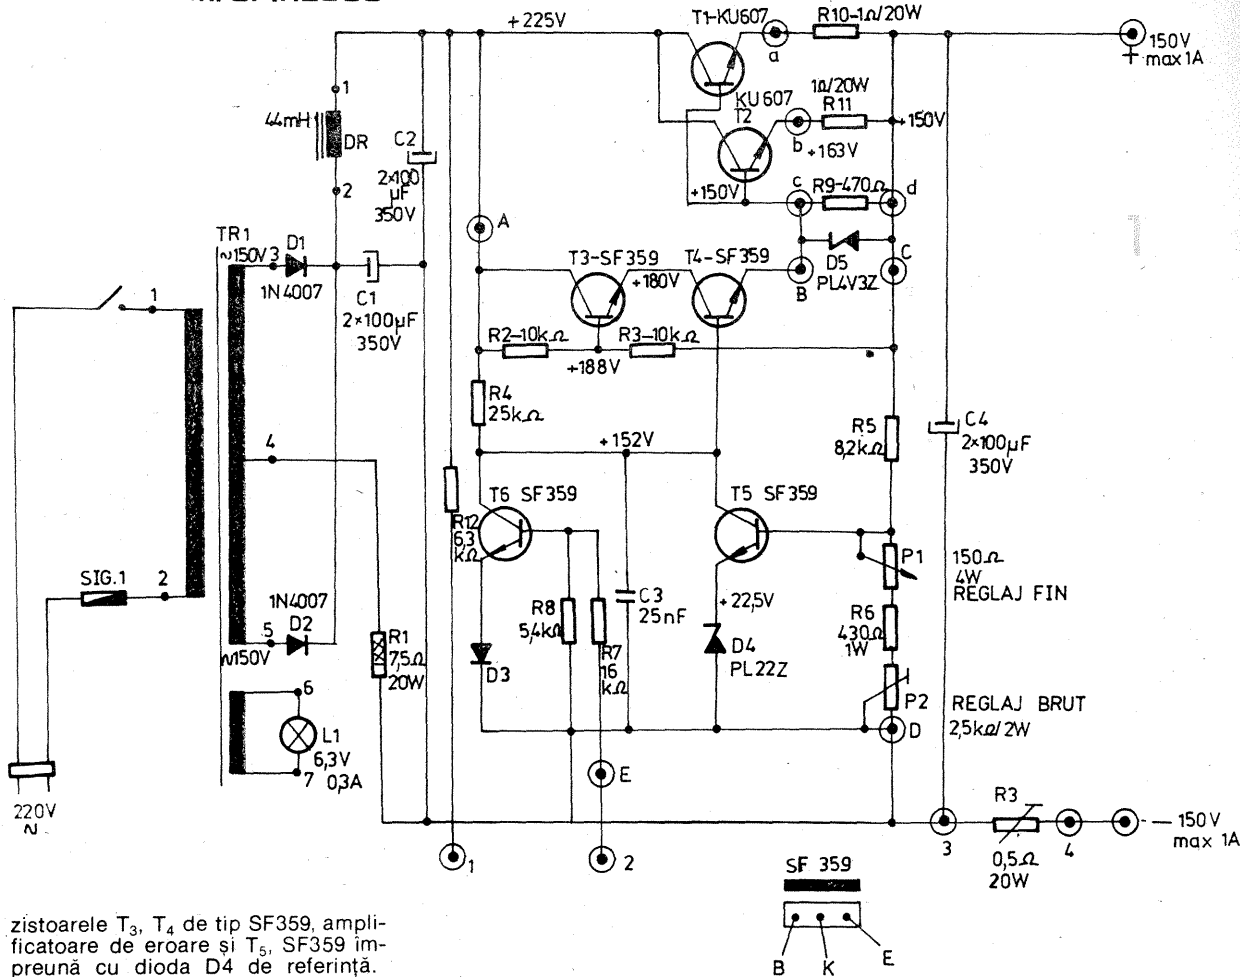 +225V
T1-KU607
R10-1Ω/20W
a
150V
+ max 1A
1
44mH
DR
2
C2
2×100
μF
350V
KU607
T2
1Ω/20W
R11
b
+163V
+150V
+150V
c
R9-470Ω
d
A
TR1
~150V
3
D1
1N4007
C1
2×100μF
350V
T3-SF359
+180V
T4-SF359
B
D5
PL4V3Z
C
1
R2-10kΩ
+188V
R3-10kΩ
R4
25kΩ
+152V
R5
8,2kΩ
C4
2×100μF
350V
4
T6 SF359
R12
6,3
kΩ
T5 SF359
P1
150Ω
4W
REGLAJ FIN
SIG.1
2
1N4007
D2
5
~150V
R1
7,5Ω
20W
D3
R8
5,4kΩ
R7
16
kΩ
C3
25nF
+22,5V
D4
PL22Z
R6
430Ω
1W
P2
REGLAJ BRUT
2,5kΩ/2W
D
6
L1
6,3V
0,3A
7
E
220V
~
1
2
3
R3
0,5Ω
20W
4
— 150V
max 1A
SF 359
B K E
zistoarele T₃, T₄ de tip SF359, ampli-
ficatoare de eroare și T₅, SF359 îm-
preună cu dioda D4 de referință.